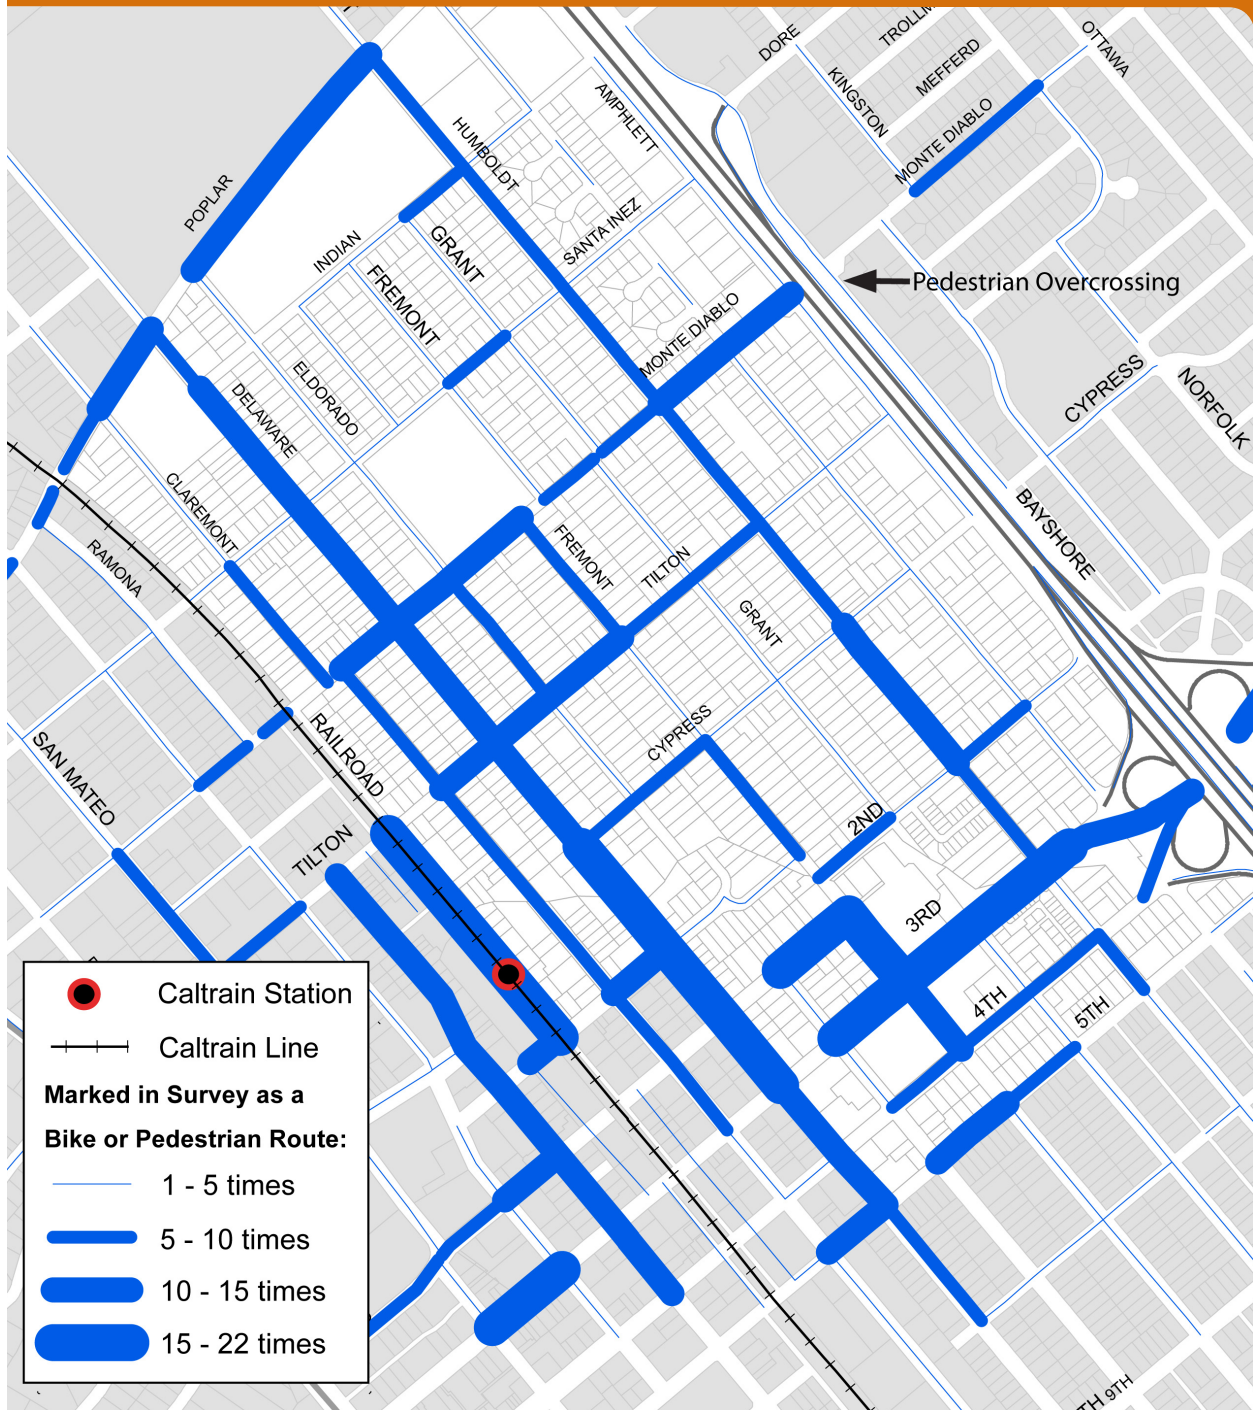 DORE
TROLLM
OTTAWA
MEFFERD
KINGSTON
MONTE DIABLO
AMPHLETT
HUMBOLDT
POPLAR
SANTA INEZ
INDIAN
GRANT
FREMONT
Pedestrian Overcrossing
MONTE DIABLO
ELDORADO
DELAWARE
CYPRESS
NORFOLK
CLAREMONT
BAYSHORE
RAMONA
FREMONT
TILTON
GRANT
SAN MATEO
RAILROAD
CYPRESS
TILTON
2ND
3RD
4TH
5TH
Caltrain Station
Caltrain Line
Marked in Survey as a
Bike or Pedestrian Route:
1 - 5 times
5 - 10 times
10 - 15 times
15 - 22 times
TH 9TH